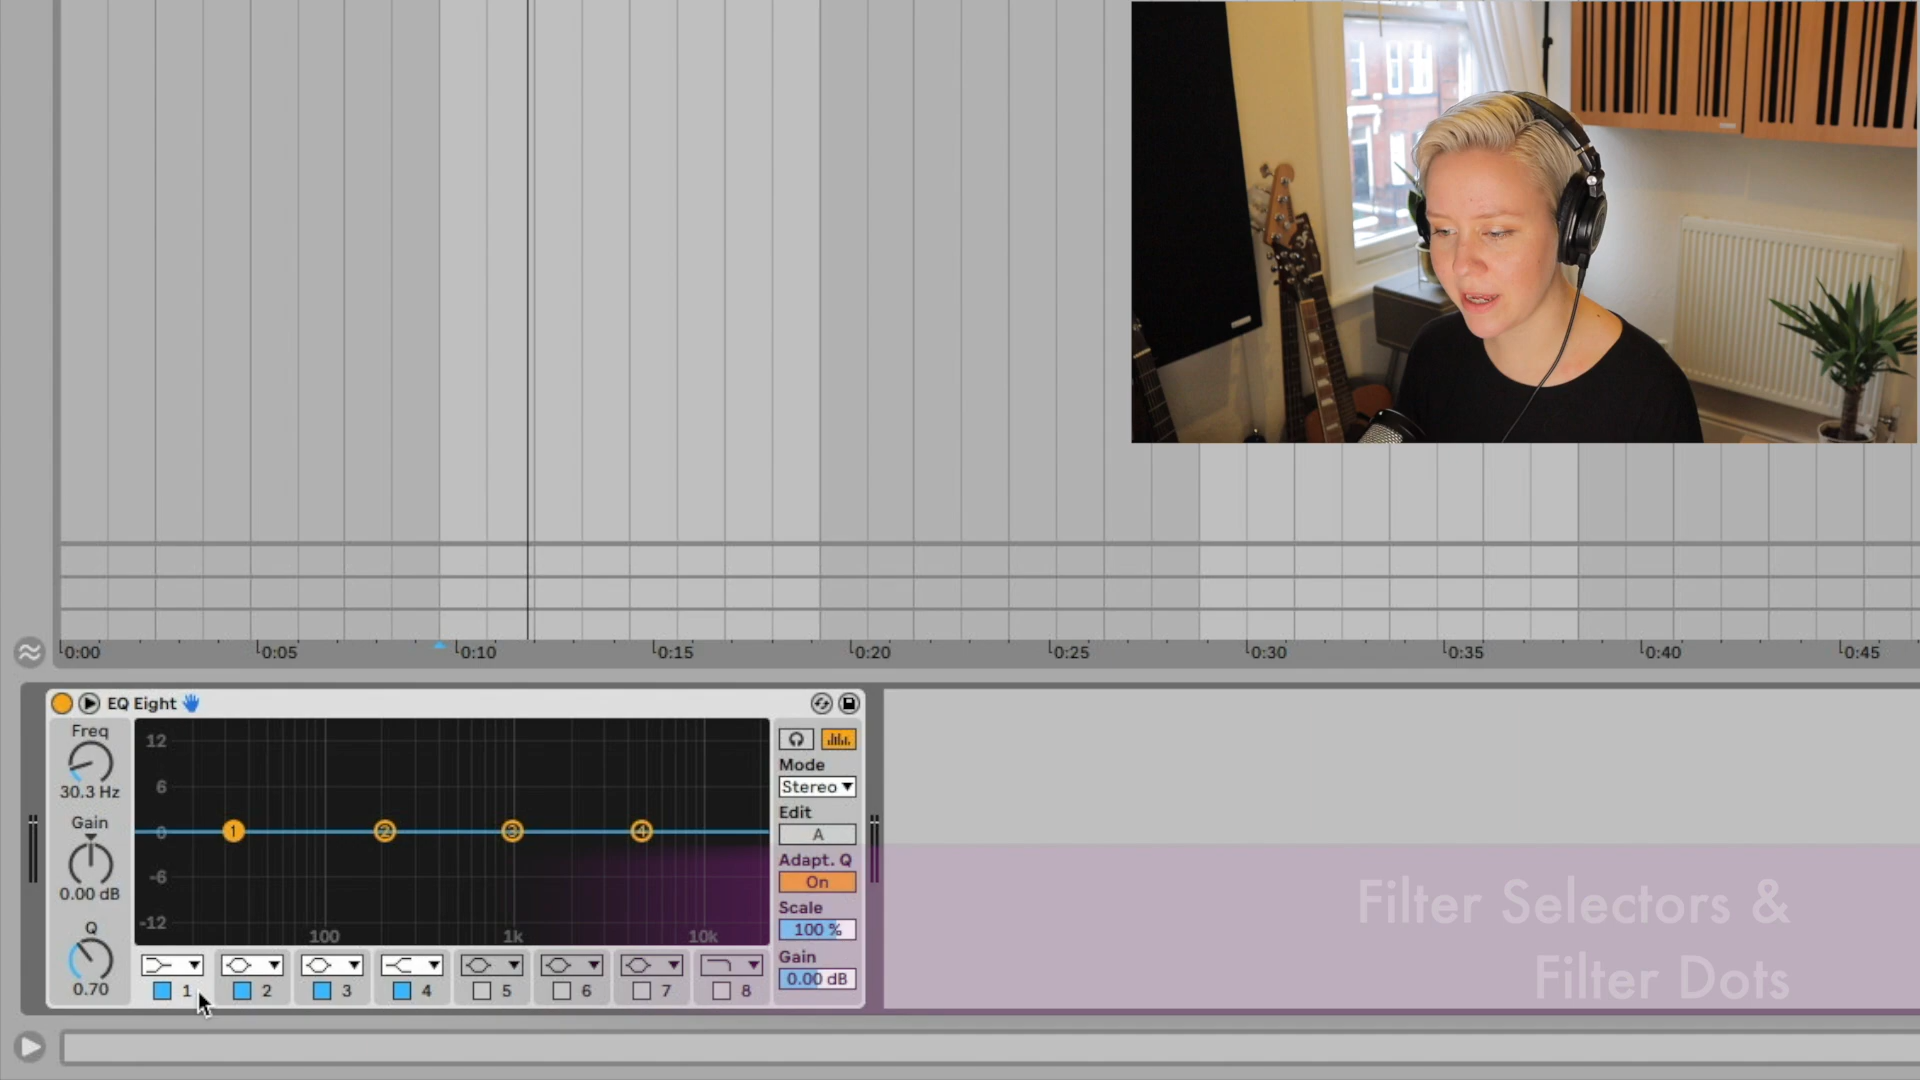 0:00 0:05 0:10 0:15 0:20 0:25 0:30 0:35 0:40 0:45
EQ Eight
Freq
30.3 Hz
Gain
0.00 dB
Q
0.70
12
6
0
-6
-12
100 1k 10k
1 2 3 4
1 2 3 4 5 6 7 8
Mode
Stereo
Edit
A
Adapt. Q
On
Scale
100 %
Gain
0.00 dB
Filter Selectors &
Filter Dots